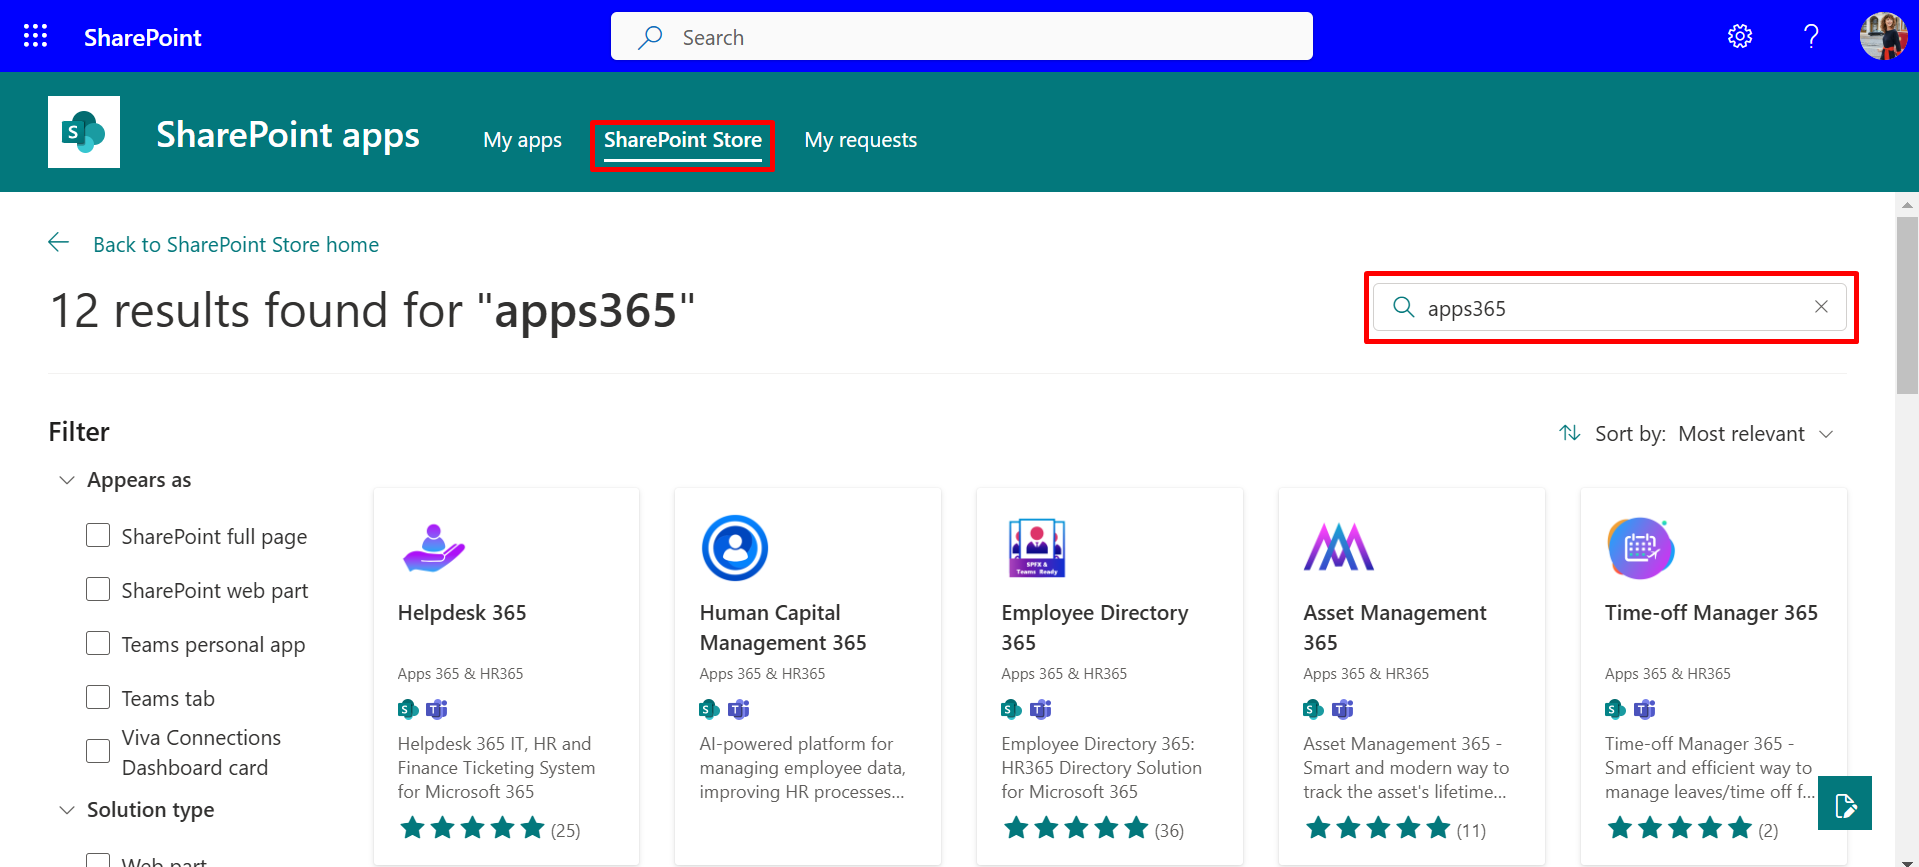 SharePoint
Search
SharePoint apps
My apps
SharePoint Store
My requests
Back to SharePoint Store home
12 results found for "apps365"
apps365
Filter
Sort by: Most relevant
Appears as
SharePoint full page
SharePoint web part
Teams personal app
Teams tab
Viva Connections
Dashboard card
Solution type
Web part
Helpdesk 365
Apps 365 & HR365
Helpdesk 365 IT, HR and
Finance Ticketing System
for Microsoft 365
(25)
Human Capital
Management 365
Apps 365 & HR365
AI-powered platform for
managing employee data,
improving HR processes...
SPFX &
Teams Ready
Employee Directory
365
Apps 365 & HR365
Employee Directory 365:
HR365 Directory Solution
for Microsoft 365
(36)
Asset Management
365
Apps 365 & HR365
Asset Management 365 -
Smart and modern way to
track the asset's lifetime...
(11)
Time-off Manager 365
Apps 365 & HR365
Time-off Manager 365 -
Smart and efficient way to
manage leaves/time off f...
(2)